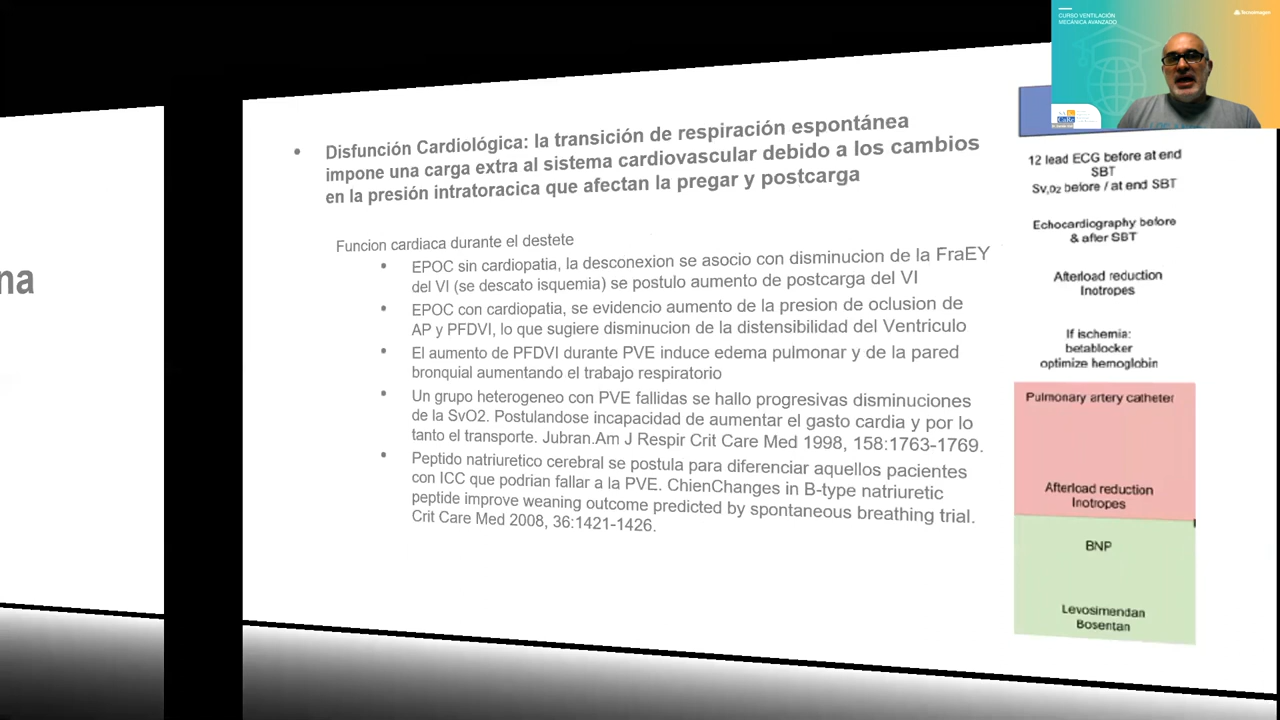 CURSO VENTILACIÓN
MECÁNICA AVANZADO
na
• Disfunción Cardiológica: la transición de respiración espontánea
impone una carga extra al sistema cardiovascular debido a los cambios
en la presión intratoracica que afectan la pregar y postcarga
Funcion cardiaca durante el destete
• EPOC sin cardiopatia, la desconexion se asocio con disminucion de la FraEY
del VI (se descato isquemia) se postulo aumento de postcarga del VI
• EPOC con cardiopatia, se evidencio aumento de la presion de oclusion de
AP y PFDVI, lo que sugiere disminucion de la distensibilidad del Ventriculo
• El aumento de PFDVI durante PVE induce edema pulmonar y de la pared
bronquial aumentando el trabajo respiratorio
• Un grupo heterogeneo con PVE fallidas se hallo progresivas disminuciones
de la SvO2. Postulandose incapacidad de aumentar el gasto cardia y por lo
tanto el transporte. Jubran.Am J Respir Crit Care Med 1998, 158:1763-1769.
• Peptido natriuretico cerebral se postula para diferenciar aquellos pacientes
con ICC que podrian fallar a la PVE. ChienChanges in B-type natriuretic
peptide improve weaning outcome predicted by spontaneous breathing trial.
Crit Care Med 2008, 36:1421-1426.
12 lead ECG before at end
SBT
Sv,o₂ before / at end SBT
Echocardiography before
& after SBT
Afterload reduction
Inotropes
If ischemia:
betablocker
optimize hemoglobin
Pulmonary artery catheter
Afterload reduction
Inotropes
BNP
Levosimendan
Bosentan